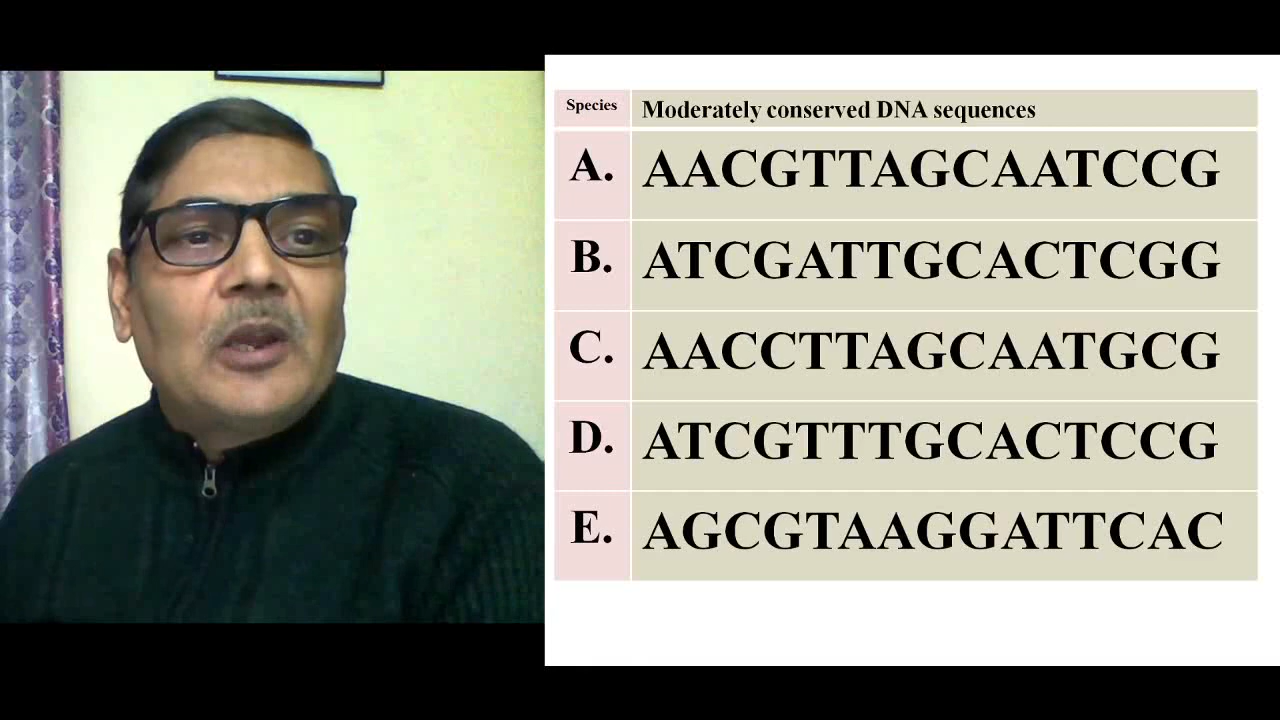 Species Moderately conserved DNA sequences
A. AACGTTAGCAATCCG
B. ATCGATTGCACTCGG
C. AACCTTAGCAATGCG
D. ATCGTTTGCACTCCG
E. AGCGTAAGGATTCAC